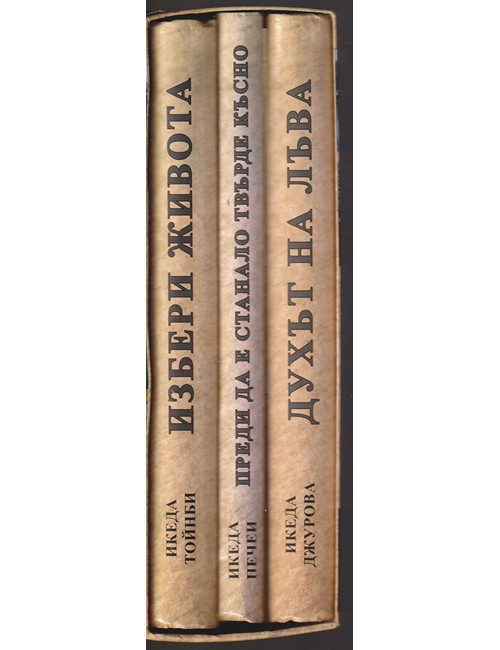 ИКЕДА
ТОЙНБИ
ИЗБЕРИ ЖИВОТА
ИКЕДА
ПЕЧЕИ
ПРЕДИ ДА Е СТАНАЛО ТВЪРДЕ КЪСНО
ИКЕДА
ДЖУРОВА
ДУХЪТ НА ЛЪВА